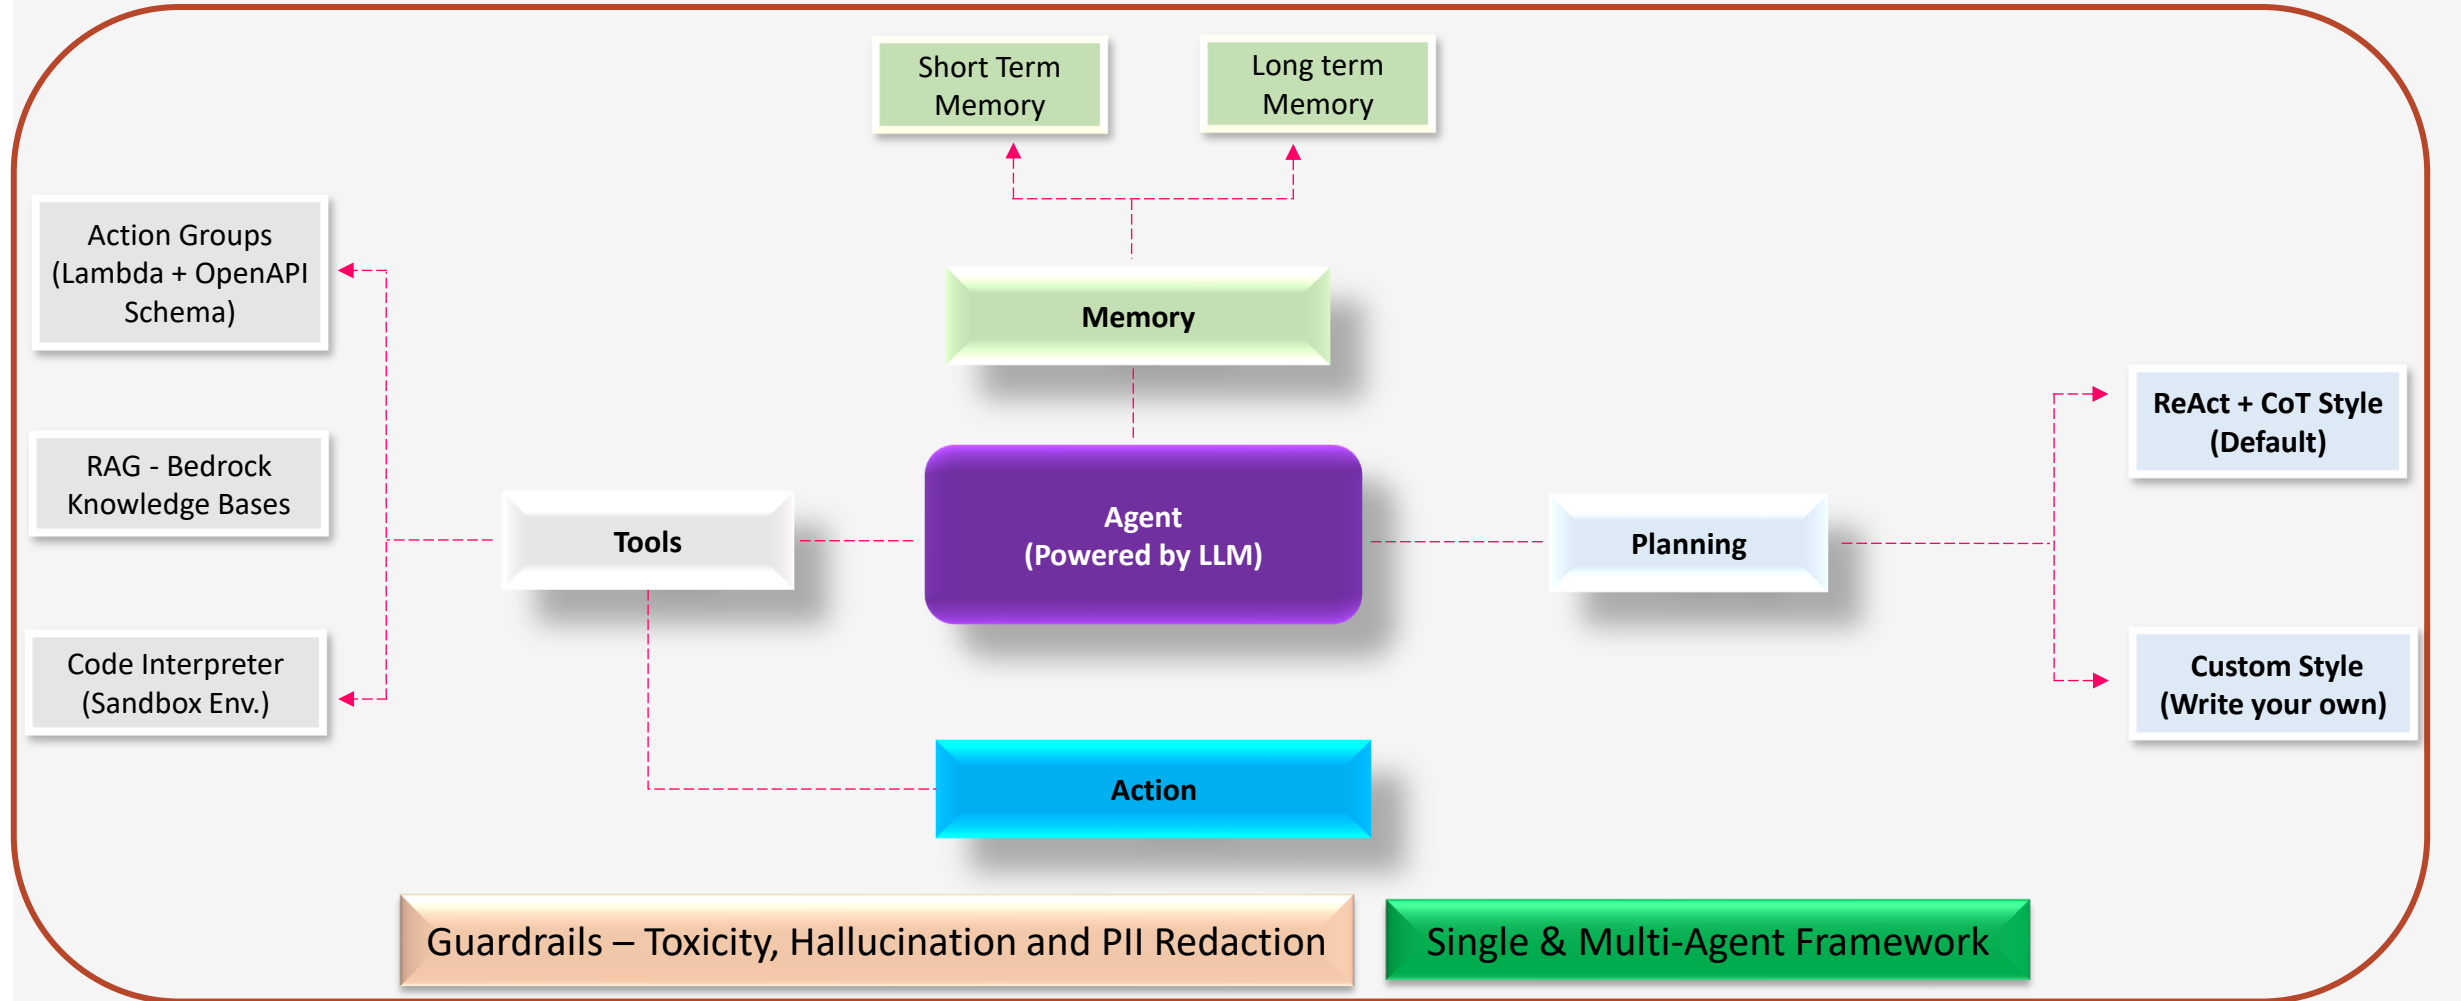 Short Term
Memory
Long term
Memory
Action Groups
(Lambda + OpenAPI
Schema)
Memory
ReAct + CoT Style
(Default)
RAG - Bedrock
Knowledge Bases
Tools
Agent
(Powered by LLM)
Planning
Code Interpreter
(Sandbox Env.)
Custom Style
(Write your own)
Action
Guardrails – Toxicity, Hallucination and PII Redaction
Single & Multi-Agent Framework